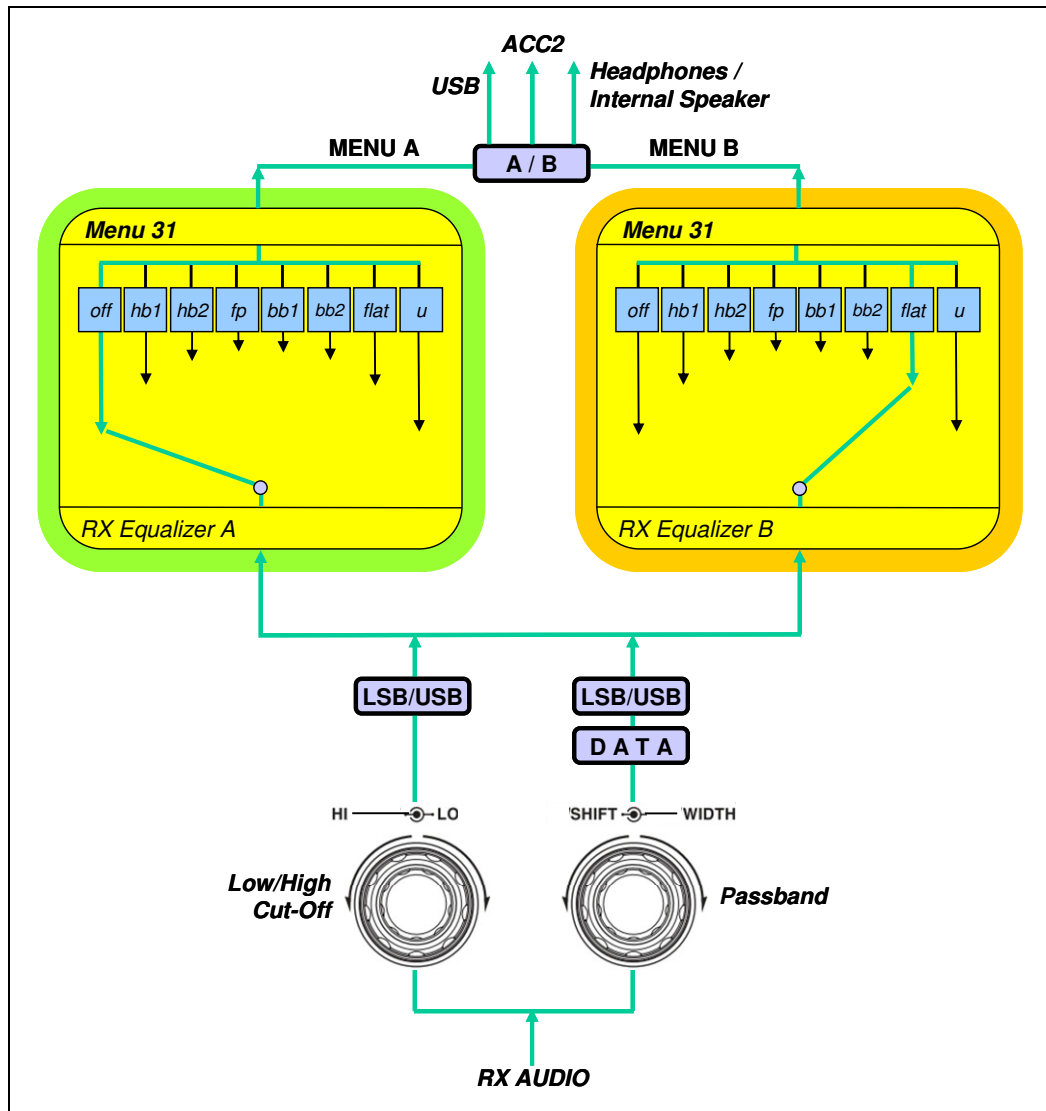 ACC2
USB
Headphones /
Internal Speaker
MENU A
A / B
MENU B
Menu 31
off hb1 hb2 fp bb1 bb2 flat u
RX Equalizer A
Menu 31
off hb1 hb2 fp bb1 bb2 flat u
RX Equalizer B
LSB/USB
LSB/USB
D A T A
HI LO
SHIFT WIDTH
Low/High
Cut-Off
Passband
RX AUDIO